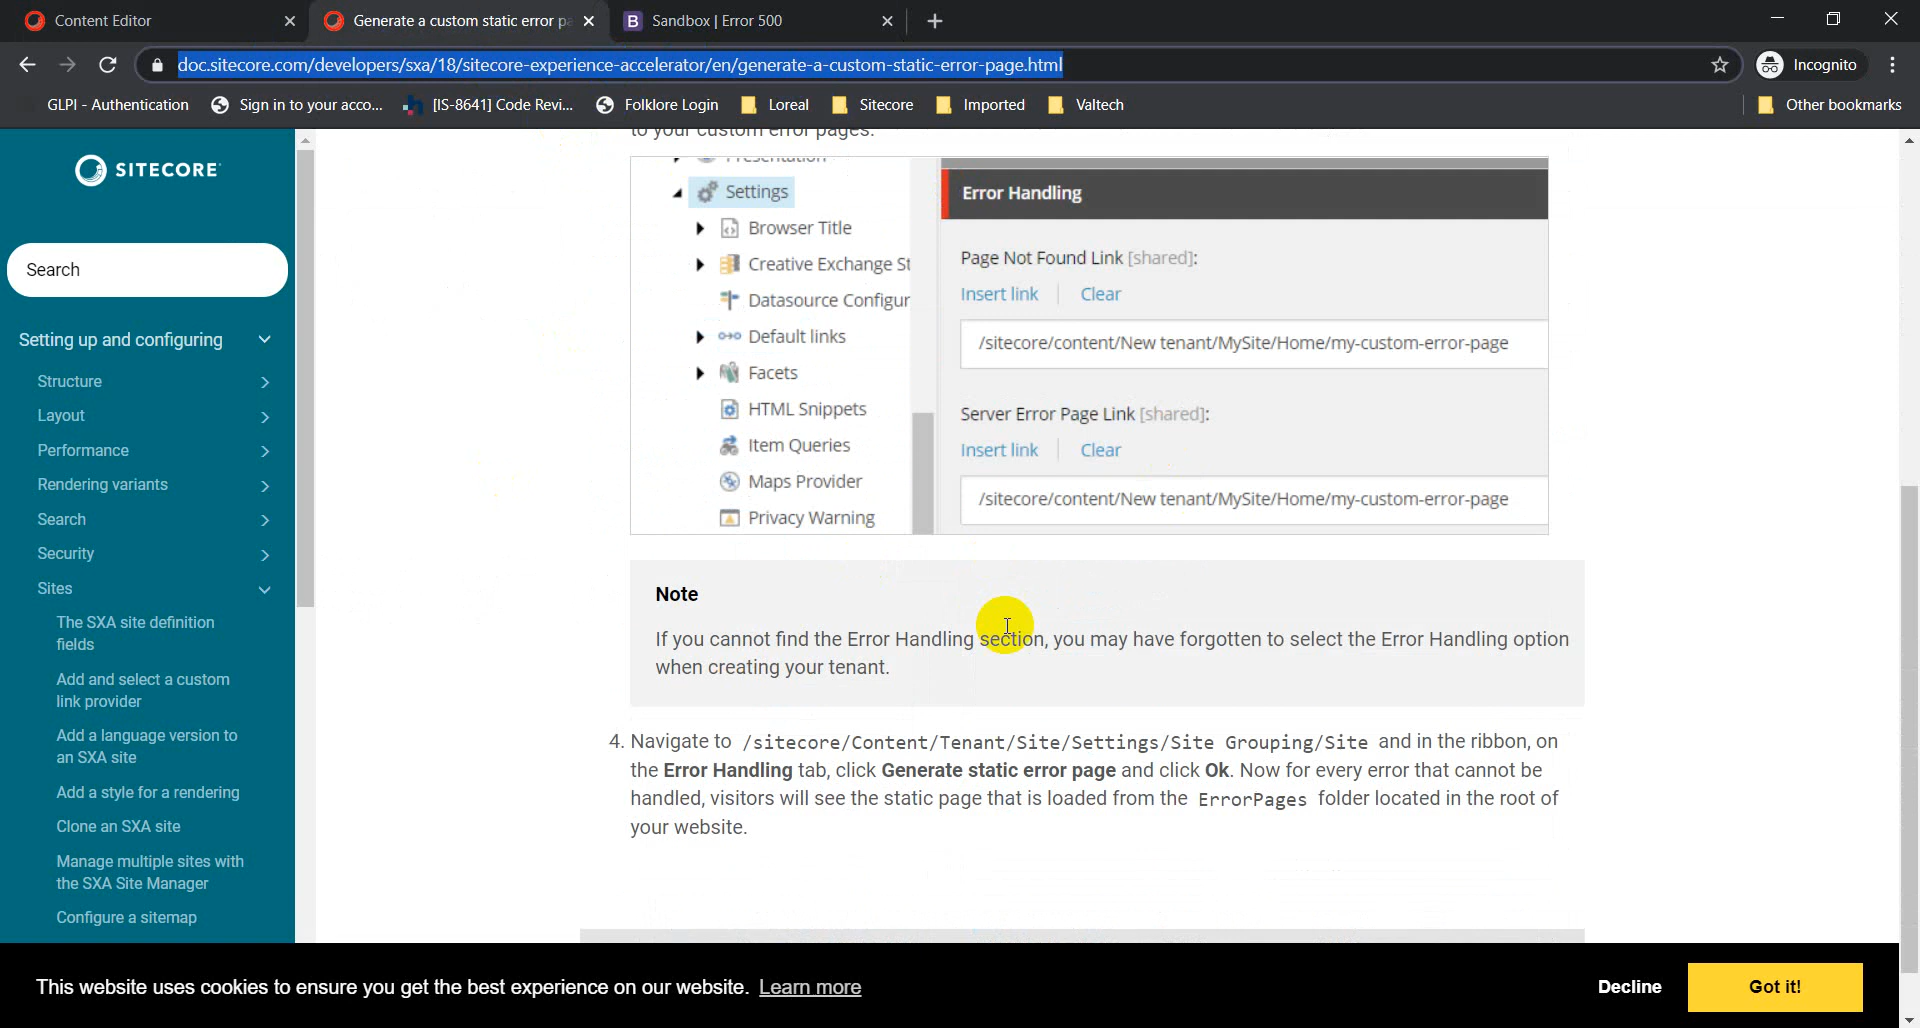 Content Editor
Generate a custom static error pa
Sandbox | Error 500
doc.sitecore.com/developers/sxa/18/sitecore-experience-accelerator/en/generate-a-custom-static-error-page.html
Incognito
GLPI - Authentication
Sign in to your acco...
[IS-8641] Code Revi...
Folklore Login
Loreal
Sitecore
Imported
Valtech
Other bookmarks
SITECORE
Search
Setting up and configuring
Structure
Layout
Performance
Rendering variants
Search
Security
Sites
The SXA site definition
fields
Add and select a custom
link provider
Add a language version to
an SXA site
Add a style for a rendering
Clone an SXA site
Manage multiple sites with
the SXA Site Manager
Configure a sitemap
to your custom error pages.
Presentation
Settings
Browser Title
Creative Exchange St
Datasource Configur
Default links
Facets
HTML Snippets
Item Queries
Maps Provider
Privacy Warning
Error Handling
Page Not Found Link [shared]:
Insert link Clear
/sitecore/content/New tenant/MySite/Home/my-custom-error-page
Server Error Page Link [shared]:
Insert link Clear
/sitecore/content/New tenant/MySite/Home/my-custom-error-page
Note
If you cannot find the Error Handling section, you may have forgotten to select the Error Handling option
when creating your tenant.
4. Navigate to /sitecore/Content/Tenant/Site/Settings/Site Grouping/Site and in the ribbon, on
the Error Handling tab, click Generate static error page and click Ok. Now for every error that cannot be
handled, visitors will see the static page that is loaded from the ErrorPages folder located in the root of
your website.
This website uses cookies to ensure you get the best experience on our website. Learn more
Decline
Got it!